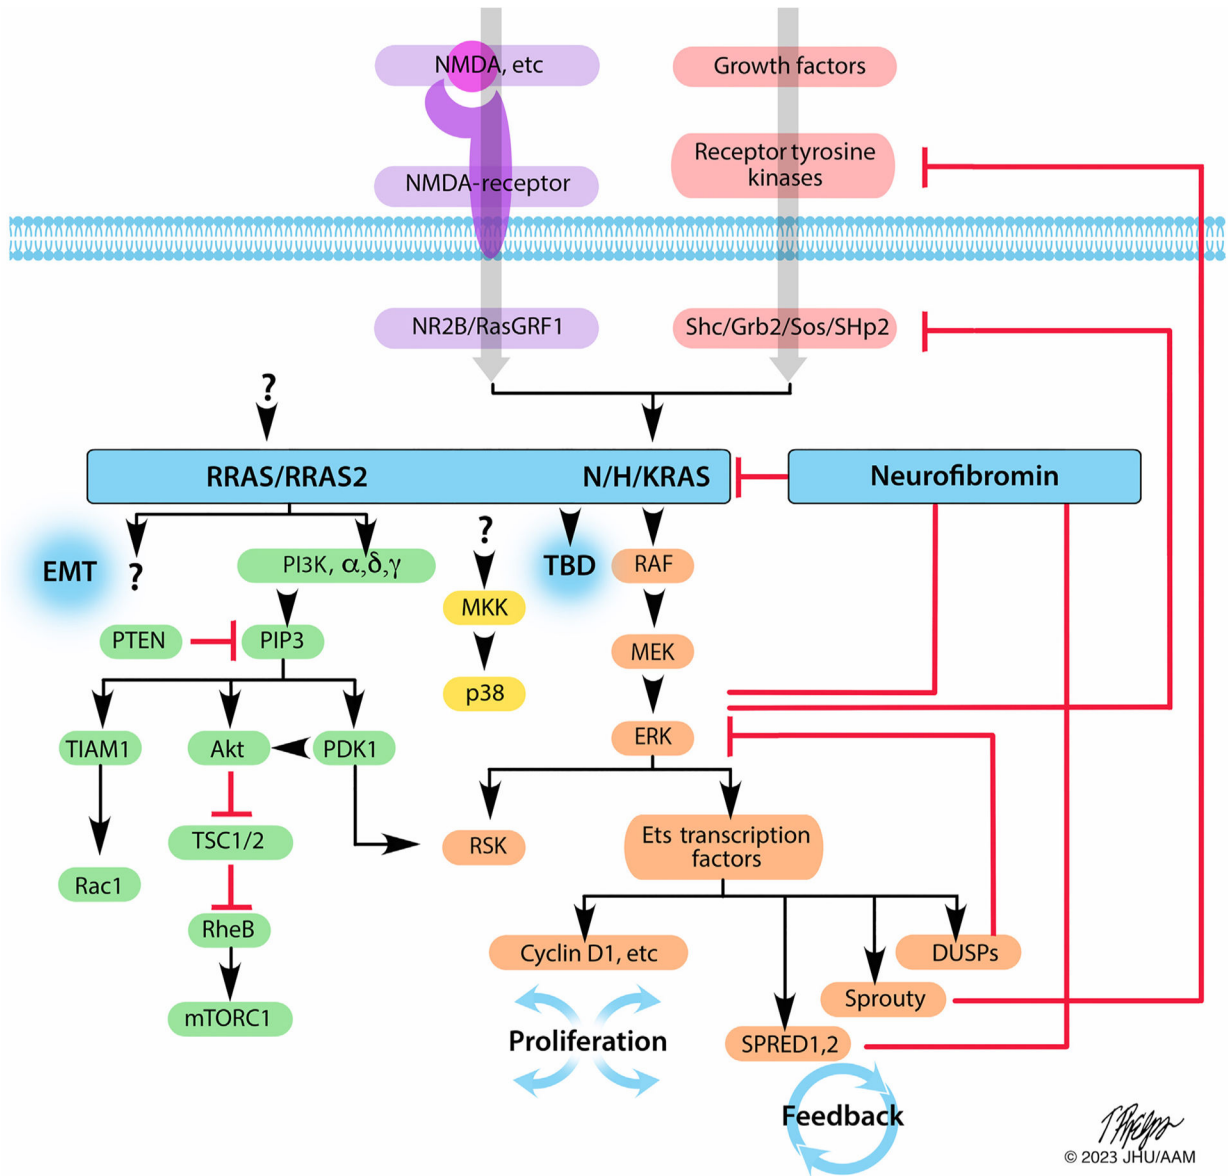 NMDA, etc
Growth factors
Receptor tyrosine
kinases
NMDA-receptor
NR2B/RasGRF1
Shc/Grb2/Sos/SHp2
?
RRAS/RRAS2
N/H/KRAS
Neurofibromin
EMT
?
PI3K, α,δ,γ
?
TBD
RAF
MKK
PTEN
PIP3
MEK
p38
TIAM1
Akt
PDK1
ERK
TSC1/2
RSK
Ets transcription
factors
Rac1
RheB
Cyclin D1, etc
DUSPs
Sprouty
mTORC1
Proliferation
SPRED1,2
Feedback
© 2023 JHU/AAM